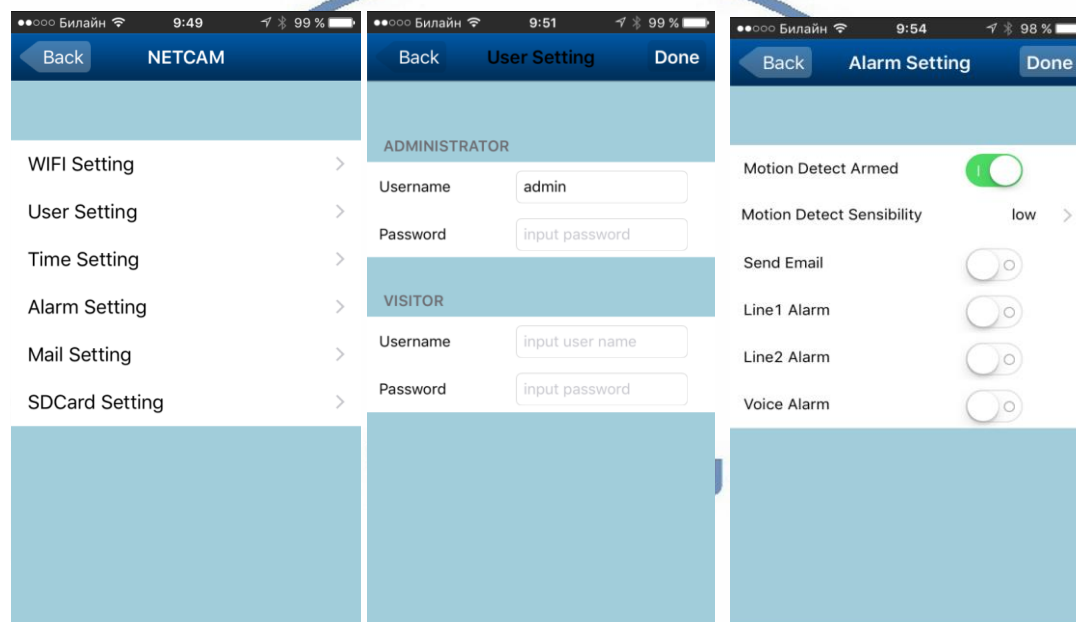 Билайн 9:49 99 %
Back NETCAM
WIFI Setting
User Setting
Time Setting
Alarm Setting
Mail Setting
SDCard Setting
Билайн 9:51 99 %
Back User Setting Done
ADMINISTRATOR
Username admin
Password input password
VISITOR
Username input user name
Password input password
Билайн 9:54 98 %
Back Alarm Setting Done
Motion Detect Armed
Motion Detect Sensibility low
Send Email
Line1 Alarm
Line2 Alarm
Voice Alarm